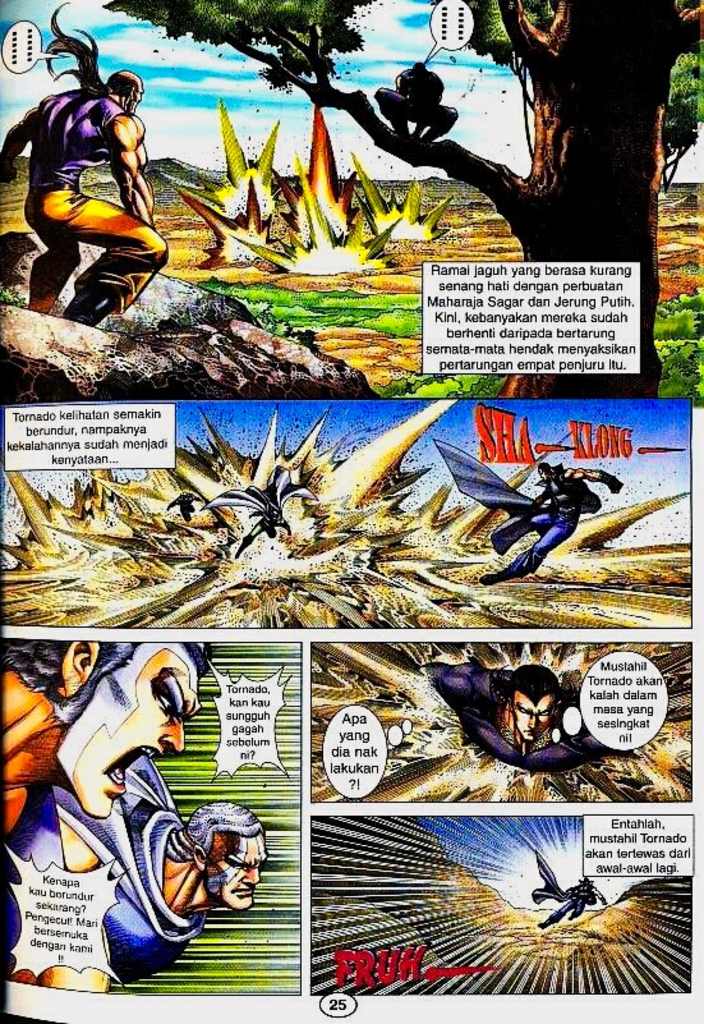 Ramai jaguh yang berasa kurang
senang hati dengan perbuatan
Maharaja Sagar dan Jerung Putih.
Kini, kebanyakan mereka sudah
berhenti daripada bertarung
semata-mata hendak menyaksikan
pertarungan empat penjuru itu.
Tornado kelihatan semakin
berundur, nampaknya
kekalahannya sudah menjadi
kenyataan...
SHA KLONG
Tornado,
kan kau
sungguh
gagah
sebelum
ni?
Kenapa
kau berundur
sekarang?
Pengecut! Mari
bersemuka
dengan kami
!!
Apa
yang
dia nak
lakukan
?!
Mustahil
Tornado akan
kalah dalam
masa yang
sesingkat
ni!
Entahlah,
mustahil Tornado
akan tertewas dari
awal-awal lagi.
FRUH
25